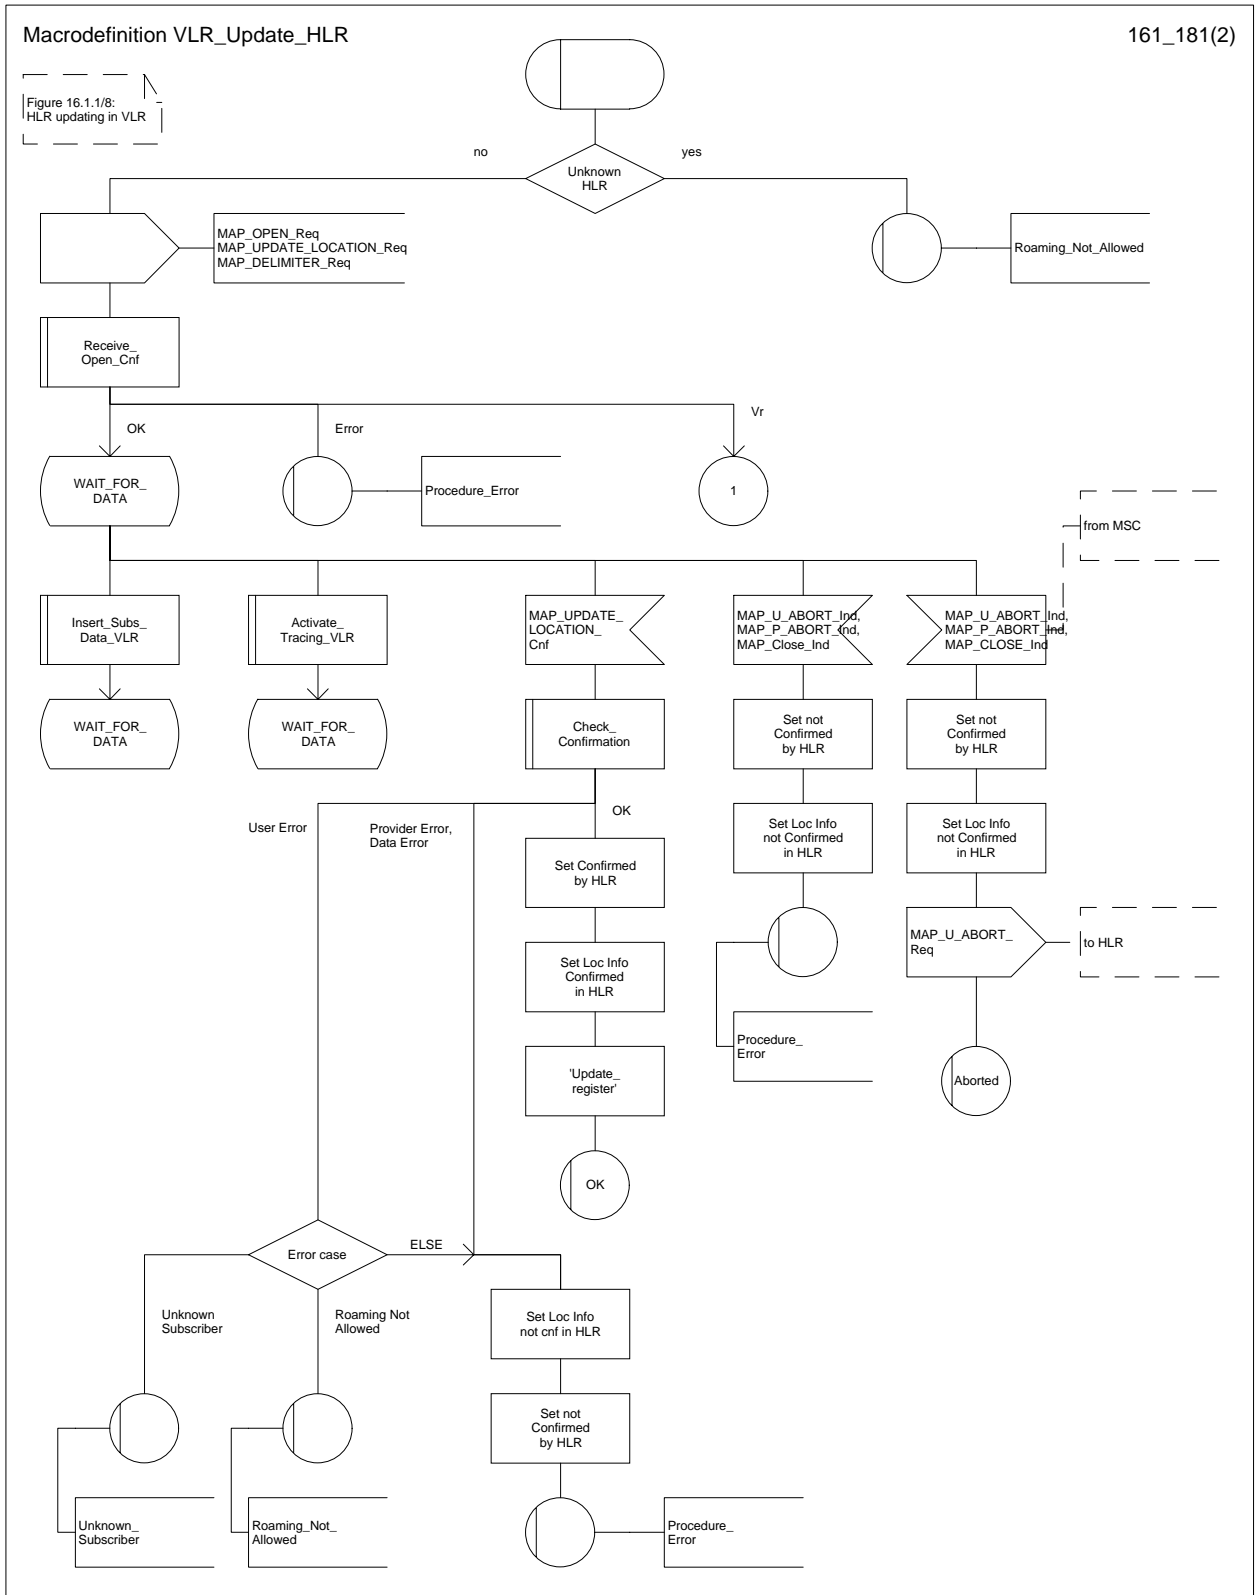 Macrodefinition VLR_Update_HLR
161_181(2)
Figure 16.1.1/8:
HLR updating in VLR
no
yes
Unknown
HLR
MAP_OPEN_Req
MAP_UPDATE_LOCATION_Req
MAP_DELIMITER_Req
Roaming_Not_Allowed
Receive_
Open_Cnf
OK
Error
Vr
WAIT_FOR_
DATA
Procedure_Error
1
from MSC
Insert_Subs_
Data_VLR
Activate_
Tracing_VLR
MAP_UPDATE_
LOCATION_
Cnf
MAP_U_ABORT_Ind,
MAP_P_ABORT_Ind,
MAP_Close_Ind
MAP_U_ABORT_Ind,
MAP_P_ABORT_Ind,
MAP_CLOSE_Ind
WAIT_FOR_
DATA
WAIT_FOR_
DATA
Check_
Confirmation
Set not
Confirmed
by HLR
Set not
Confirmed
by HLR
User Error
Provider Error,
Data Error
OK
Set Loc Info
not Confirmed
in HLR
Set Loc Info
not Confirmed
in HLR
Set Confirmed
by HLR
MAP_U_ABORT_
Req
to HLR
Set Loc Info
Confirmed
in HLR
Procedure_
Error
'Update_
register'
Aborted
OK
Error case
ELSE
Unknown
Subscriber
Roaming Not
Allowed
Set Loc Info
not cnf in HLR
Set not
Confirmed
by HLR
Unknown_
Subscriber
Roaming_Not_
Allowed
Procedure_
Error